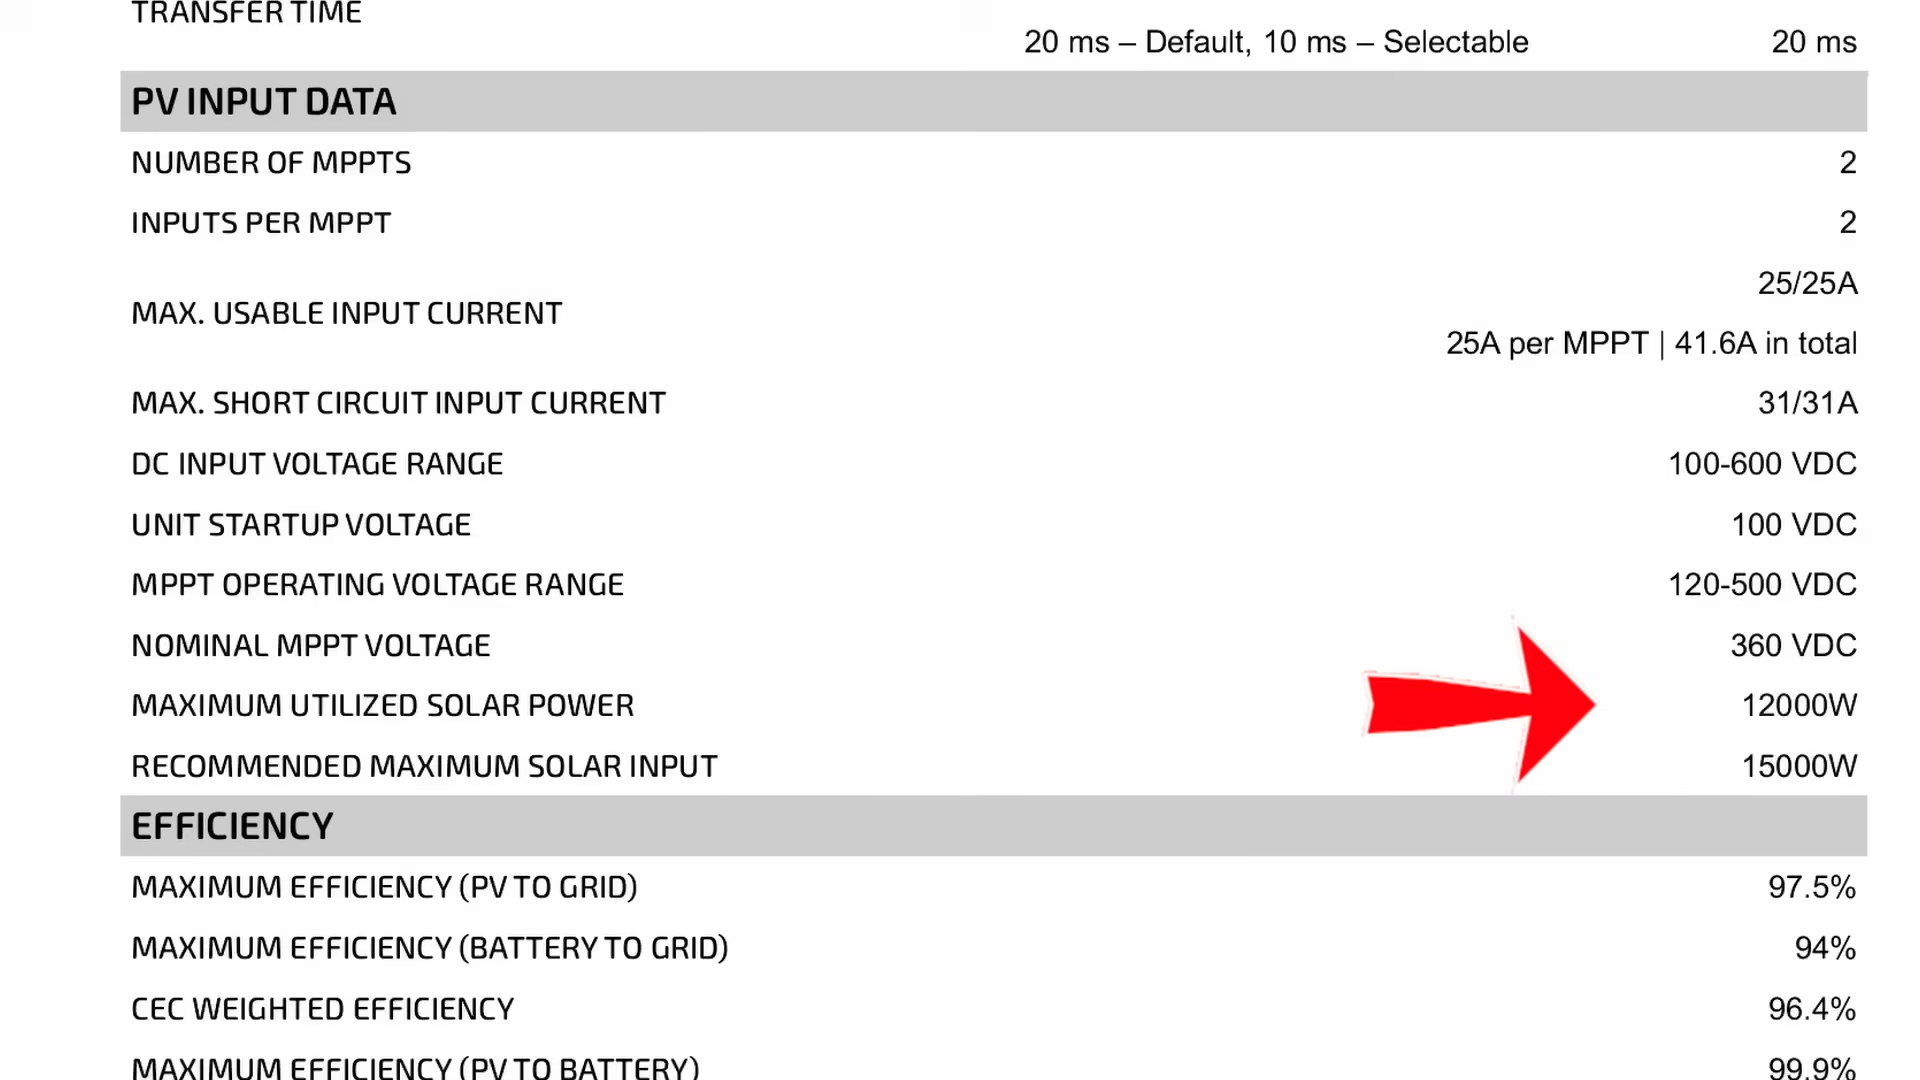 TRANSFER TIME
20 ms – Default, 10 ms – Selectable 20 ms
PV INPUT DATA
NUMBER OF MPPTS 2
INPUTS PER MPPT 2
25/25A
MAX. USABLE INPUT CURRENT
25A per MPPT | 41.6A in total
MAX. SHORT CIRCUIT INPUT CURRENT 31/31A
DC INPUT VOLTAGE RANGE 100-600 VDC
UNIT STARTUP VOLTAGE 100 VDC
MPPT OPERATING VOLTAGE RANGE 120-500 VDC
NOMINAL MPPT VOLTAGE 360 VDC
MAXIMUM UTILIZED SOLAR POWER 12000W
RECOMMENDED MAXIMUM SOLAR INPUT 15000W
EFFICIENCY
MAXIMUM EFFICIENCY (PV TO GRID) 97.5%
MAXIMUM EFFICIENCY (BATTERY TO GRID) 94%
CEC WEIGHTED EFFICIENCY 96.4%
MAXIMUM EFFICIENCY (PV TO BATTERY) 99.9%